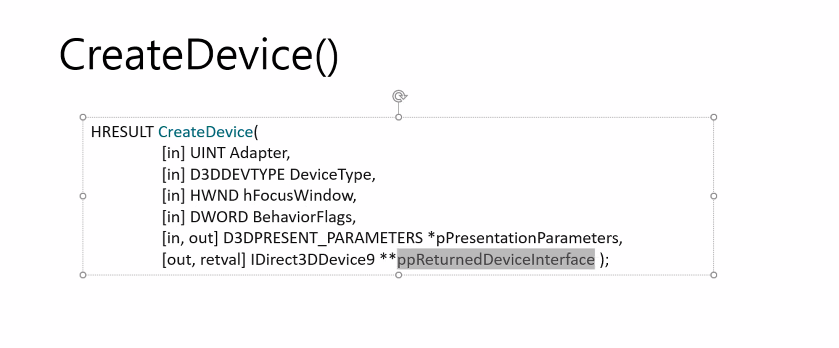 CreateDevice()
HRESULT CreateDevice(
[in] UINT Adapter,
[in] D3DDEVTYPE DeviceType,
[in] HWND hFocusWindow,
[in] DWORD BehaviorFlags,
[in, out] D3DPRESENT_PARAMETERS *pPresentationParameters,
[out, retval] IDirect3DDevice9 **ppReturnedDeviceInterface );